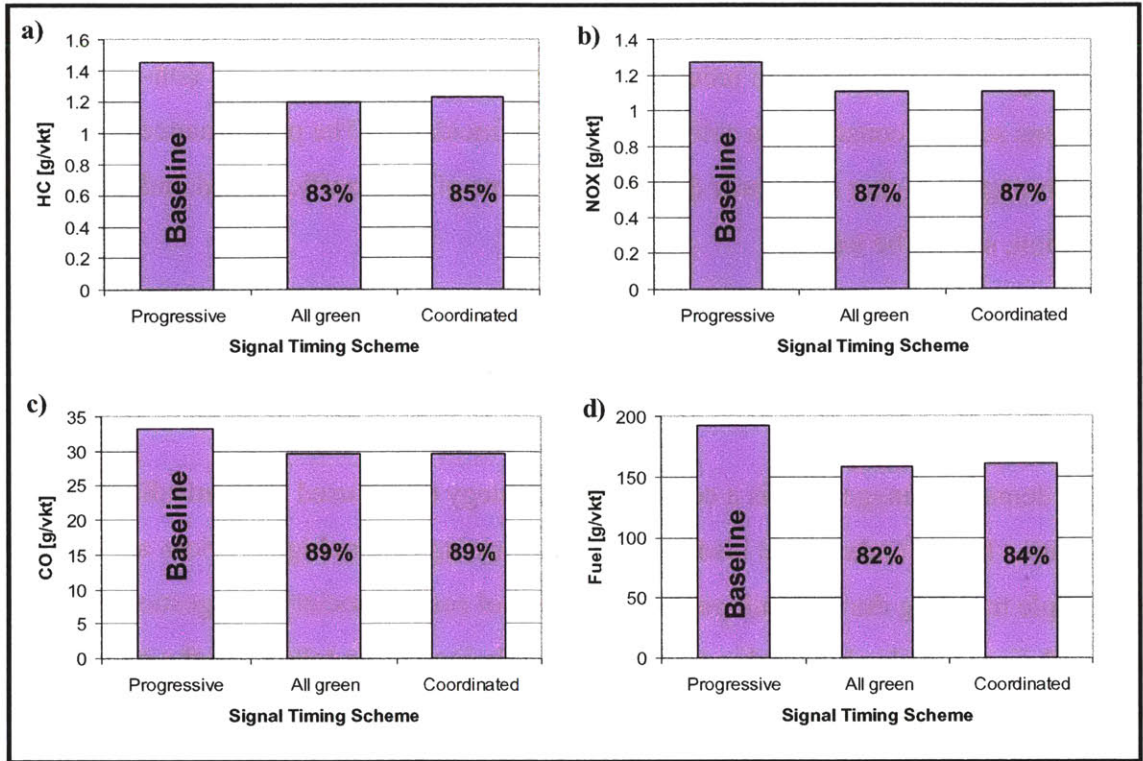 a)
1.6
1.4
1.2
1
0.8
0.6
0.4
0.2
0
HC [g/vkt]
Baseline
83%
85%
Progressive
All green
Coordinated
Signal Timing Scheme
b)
1.4
1.2
1
0.8
0.6
0.4
0.2
0
NOX [g/vkt]
Baseline
87%
87%
Progressive
All green
Coordinated
Signal Timing Scheme
c)
35
30
25
20
15
10
5
0
CO [g/vkt]
Baseline
89%
89%
Progressive
All green
Coordinated
Signal Timing Scheme
d)
200
150
100
50
0
Fuel [g/vkt]
Baseline
82%
84%
Progressive
All green
Coordinated
Signal Timing Scheme